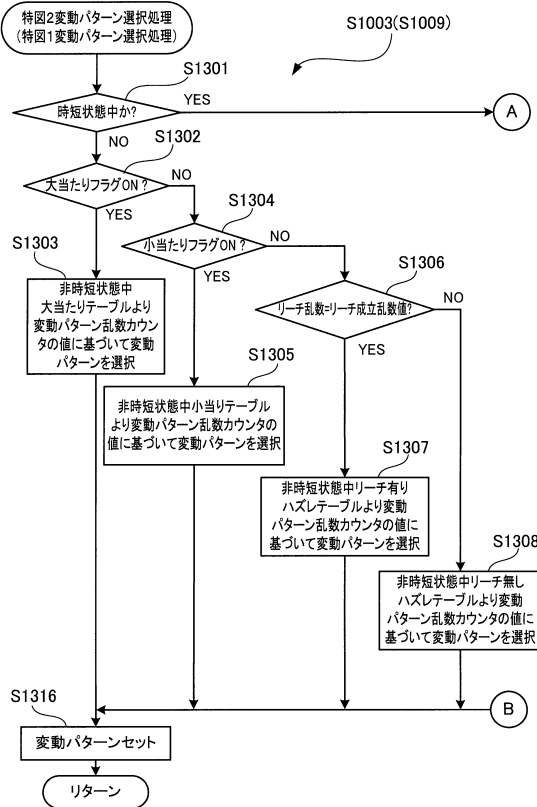 特図2変動パターン選択処理
(特図1変動パターン選択処理)
S1003(S1009)
S1301
時短状態中か?
YES
A
NO
S1302
大当たりフラグON?
NO
YES
S1304
S1303
小当たりフラグON?
NO
YES
S1306
非時短状態中
大当たりテーブルより
変動パターン乱数カウン
タの値に基づいて変動
パターンを選択
リーチ乱数=リーチ成立乱数値?
NO
YES
S1305
非時短状態中小当りテーブル
より変動パターン乱数カウンタの
値に基づいて変動パターンを選択
S1307
非時短状態中リーチ有り
ハズレテーブルより変動
パターン乱数カウンタの値に
基づいて変動パターンを選択
S1308
非時短状態中リーチ無し
ハズレテーブルより変動
パターン乱数カウンタの値に
基づいて変動パターンを選択
S1316
B
変動パターンセット
リターン